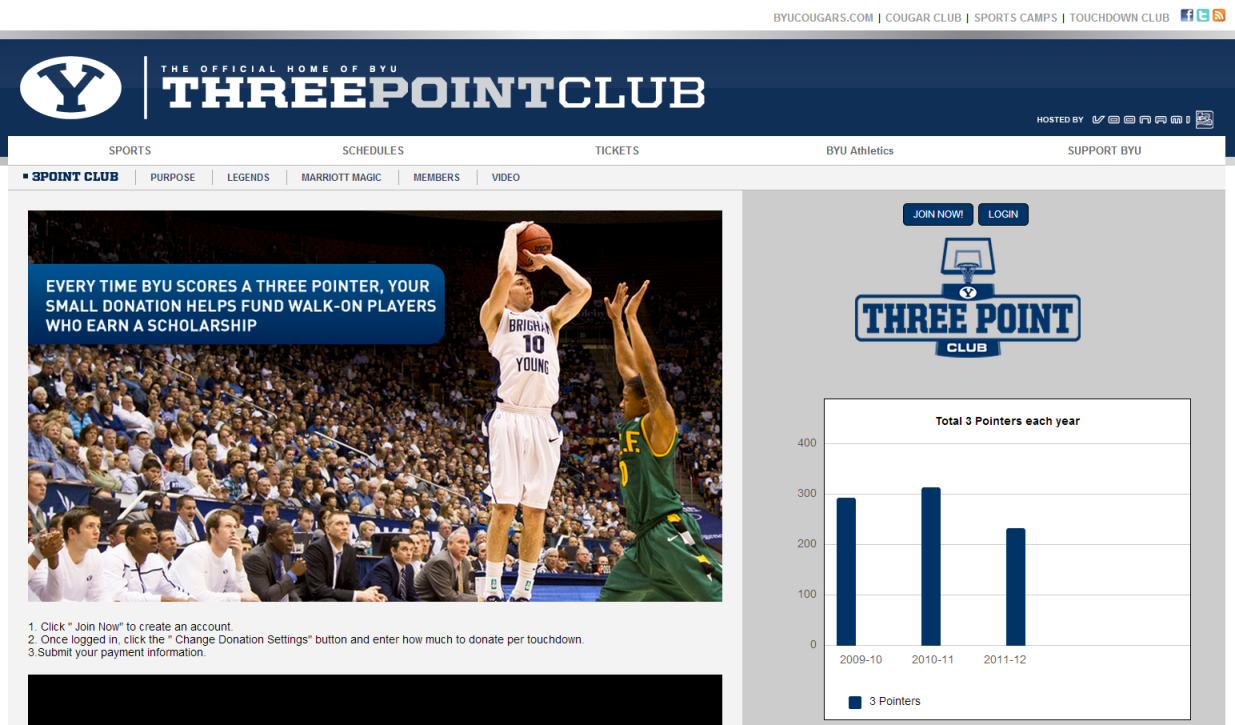 BYUCOUGARS.COM | COUGAR CLUB | SPORTS CAMPS | TOUCHDOWN CLUB
Y
THE OFFICIAL HOME OF BYU
THREEPOINTCLUB
HOSTED BY VOONAMI
SPORTS SCHEDULES TICKETS BYU Athletics SUPPORT BYU
3POINT CLUB PURPOSE LEGENDS MARRIOTT MAGIC MEMBERS VIDEO
JOIN NOW! LOGIN
EVERY TIME BYU SCORES A THREE POINTER, YOUR
SMALL DONATION HELPS FUND WALK-ON PLAYERS
WHO EARN A SCHOLARSHIP
BRIGHAM
10
YOUNG
Y
THREE POINT
CLUB
Total 3 Pointers each year
400
300
200
100
0
2009-10 2010-11 2011-12
3 Pointers
1. Click " Join Now" to create an account.
2. Once logged in, click the " Change Donation Settings" button and enter how much to donate per touchdown.
3.Submit your payment information.